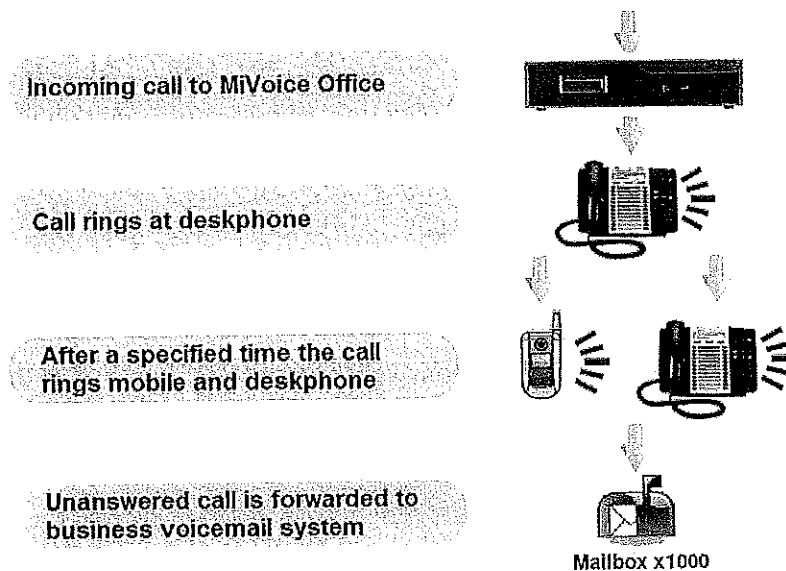 Incoming call to MiVoice Office
Call rings at deskphone
After a specified time the call
rings mobile and deskphone
Unanswered call is forwarded to
business voicemail system
Mailbox x1000